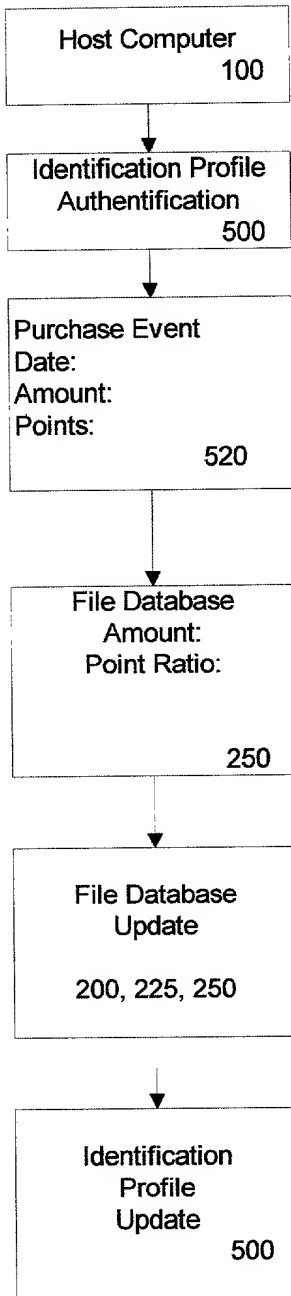 Host Computer
100
Identification Profile
Authentification
500
Purchase Event
Date:
Amount:
Points:
520
File Database
Amount:
Point Ratio:
250
File Database
Update
200, 225, 250
Identification
Profile
Update
500